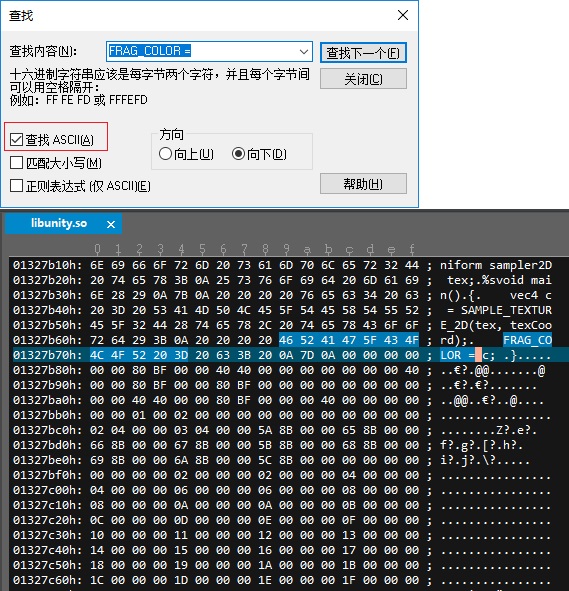 查找
查找内容(N):
FRAG_COLOR =
查找下一个(F)
十六进制字符串应该是每字节两个字符，并且每个字节间
可以用空格隔开：
例如: FF FE FD 或 FFFEFD
关闭(C)
查找 ASCII(A)
匹配大小写(M)
正则表达式 (仅 ASCII)(E)
方向
向上(U)
向下(D)
帮助(H)
libunity.so
0 1 2 3 4 5 6 7 8 9 a b c d e f
01327b10h: 6E 69 66 6F 72 6D 20 73 61 6D 70 6C 65 72 32 44 ; niform sampler2D
01327b20h: 20 74 65 78 3B 0A 25 73 76 6F 69 64 20 6D 61 69 ;  tex;.%svoid mai
01327b30h: 6E 28 29 0A 7B 0A 20 20 20 20 76 65 63 34 20 63 ; n().{.    vec4 c
01327b40h: 20 3D 20 53 41 4D 50 4C 45 5F 54 45 58 54 55 52 ;  = SAMPLE_TEXTUR
01327b50h: 45 5F 32 44 28 74 65 78 2C 20 74 65 78 43 6F 6F ; E_2D(tex, texCoo
01327b60h: 72 64 29 3B 0A 20 20 20 20 46 52 41 47 5F 43 4F ; rd);.    FRAG_CO
01327b70h: 4C 4F 52 20 3D 20 63 3B 20 0A 7D 0A 00 00 00 00 ; LOR = c; .}.....
01327b80h: 00 00 80 BF 00 00 40 40 00 00 80 00 00 00 00 40 ; ..€?.@@.......@
01327b90h: 00 00 80 BF 00 00 80 BF 00 00 00 00 00 00 00 00 ; ..€?.€?.......
01327ba0h: 00 00 40 40 00 00 80 BF 00 00 00 40 00 00 00 00 ; ..@@..€?..@....
01327bb0h: 00 00 01 00 02 00 00 00 00 00 00 00 00 00 00 00 ; ................
01327bc0h: 02 04 00 00 03 04 00 00 5A 8B 00 00 65 8B 00 00 ; ........Z?.e?.
01327bd0h: 66 8B 00 00 67 8B 00 00 5B 8B 00 00 68 8B 00 00 ; f?.g?.[?.h?.
01327be0h: 69 8B 00 00 6A 8B 00 00 5C 8B 00 00 00 00 00 00 ; i?.j?.\?.....
01327bf0h: 00 00 00 00 02 00 00 00 02 00 00 00 04 00 00 00 ; ................
01327c00h: 04 00 00 00 06 00 00 00 06 00 00 00 08 00 00 00 ; ................
01327c10h: 08 00 00 00 0A 00 00 00 0A 00 00 00 0B 00 00 00 ; ................
01327c20h: 0C 00 00 00 0D 00 00 00 0E 00 00 00 0F 00 00 00 ; ................
01327c30h: 10 00 00 00 11 00 00 00 12 00 00 00 13 00 00 00 ; ................
01327c40h: 14 00 00 00 15 00 00 00 16 00 00 00 17 00 00 00 ; ................
01327c50h: 18 00 00 00 19 00 00 00 1A 00 00 00 1B 00 00 00 ; ................
01327c60h: 1C 00 00 00 1D 00 00 00 1E 00 00 00 1F 00 00 00 ; ................